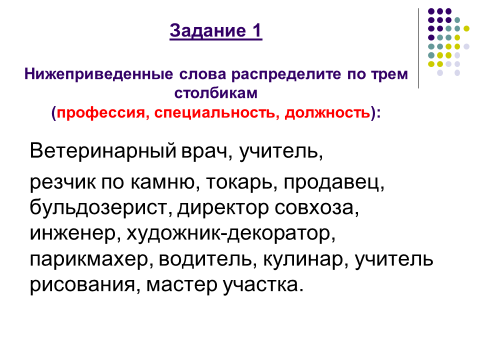 Задание 1
Нижеприведенные слова распределите по трем
столбикам
(профессия, специальность, должность):
Ветеринарный врач, учитель,
резчик по камню, токарь, продавец,
бульдозерист, директор совхоза,
инженер, художник-декоратор,
парикмахер, водитель, кулинар, учитель
рисования, мастер участка.